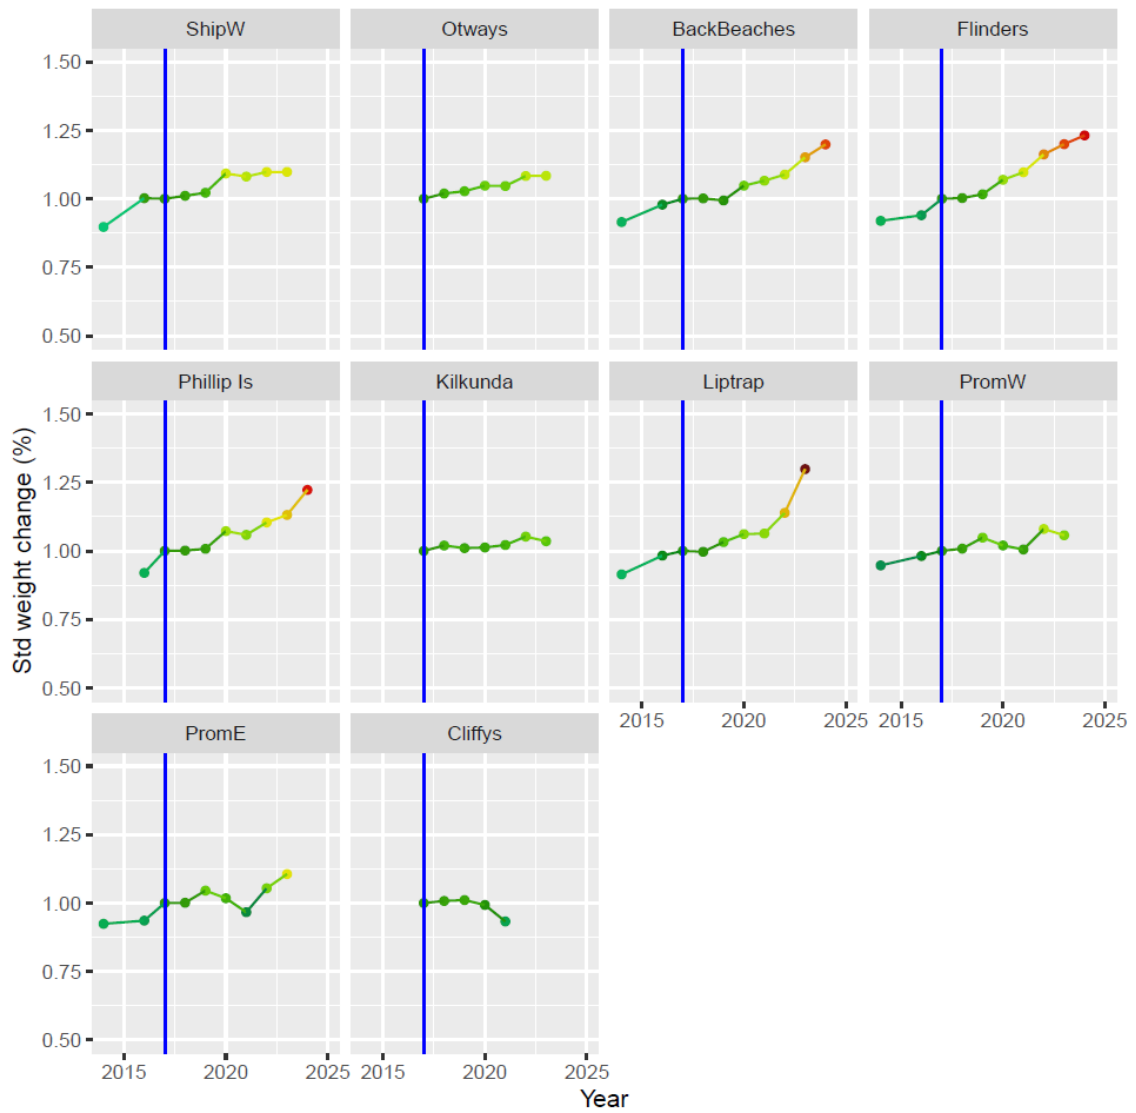 ShipW Otways BackBeaches Flinders
1.50
1.25
1.00
0.75
0.50
Phillip Is Kilkunda Liptrap PromW
1.50
1.25
1.00
0.75
0.50
2015 2020 2025 2015 2020 2025
PromE Cliffys
1.50
1.25
1.00
0.75
0.50
2015 2020 2025 2015 2020 2025
Std weight change (%)
Year